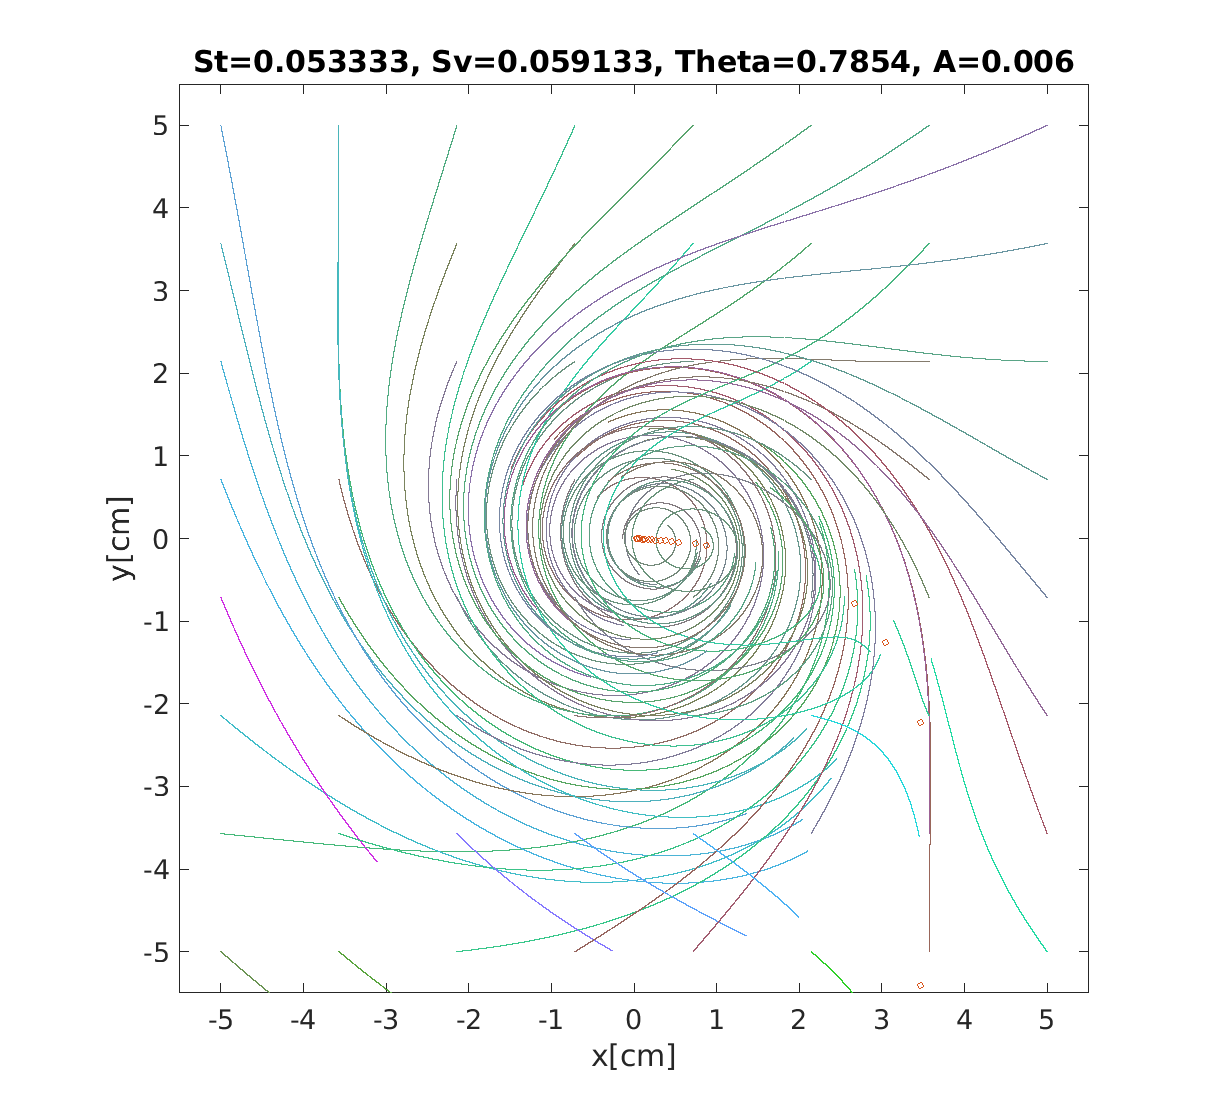 St=0.053333, Sv=0.059133, Theta=0.7854, A=0.006
5
4
3
2
1
0
-1
-2
-3
-4
-5
y[cm]
-5 -4 -3 -2 -1 0 1 2 3 4 5
x[cm]